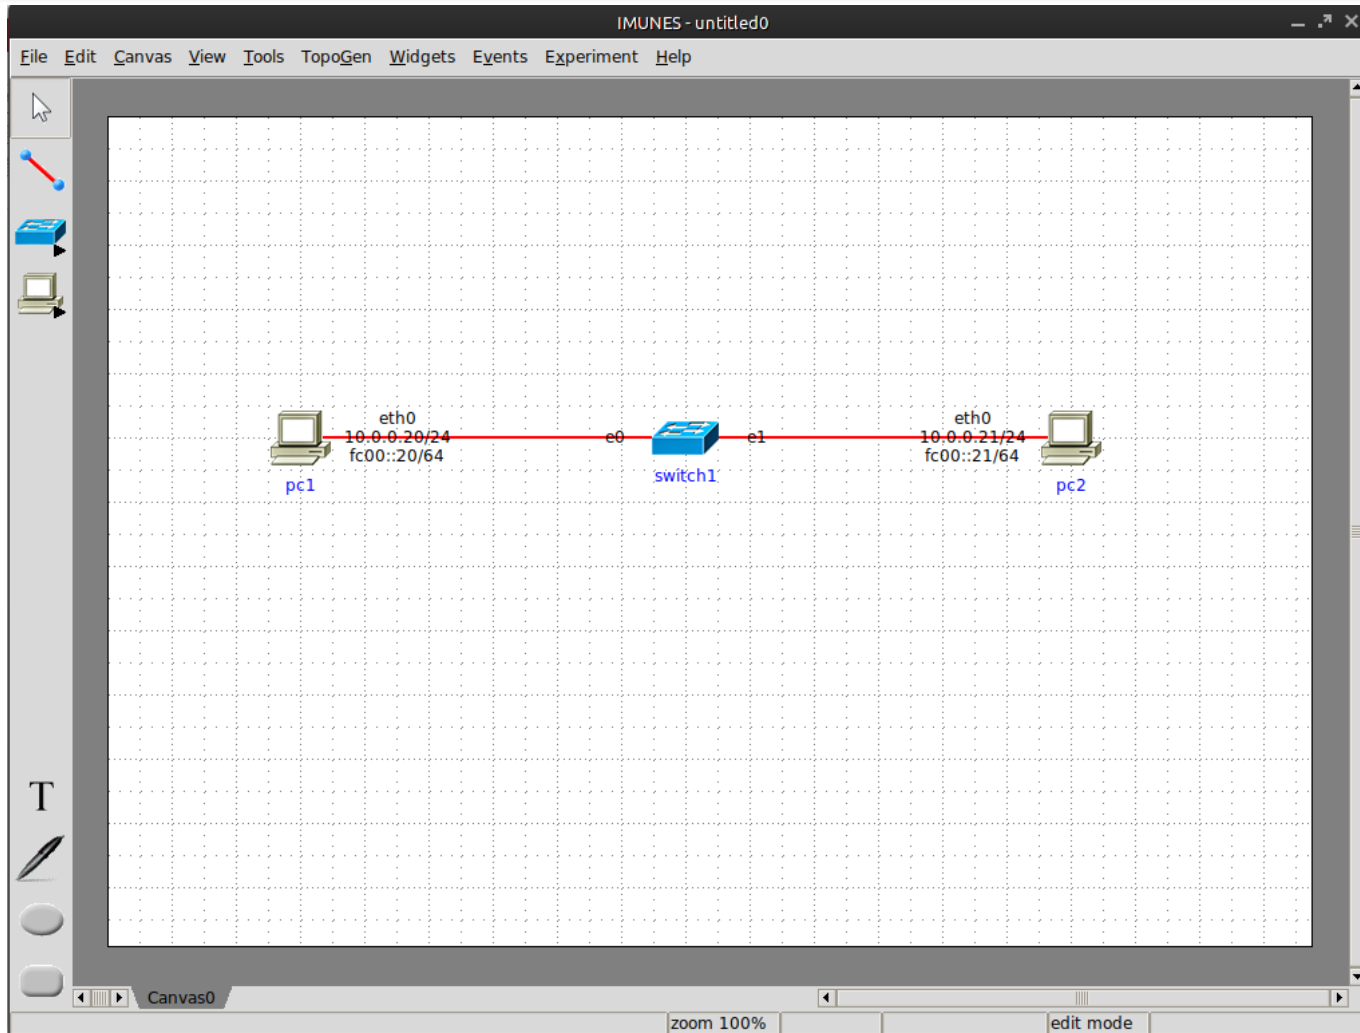 IMUNES - untitled0
File Edit Canvas View Tools TopoGen Widgets Events Experiment Help
eth0
10.0.0.20/24
fc00::20/64
pc1
e0
switch1
e1
eth0
10.0.0.21/24
fc00::21/64
pc2
T
Canvas0
zoom 100%
edit mode